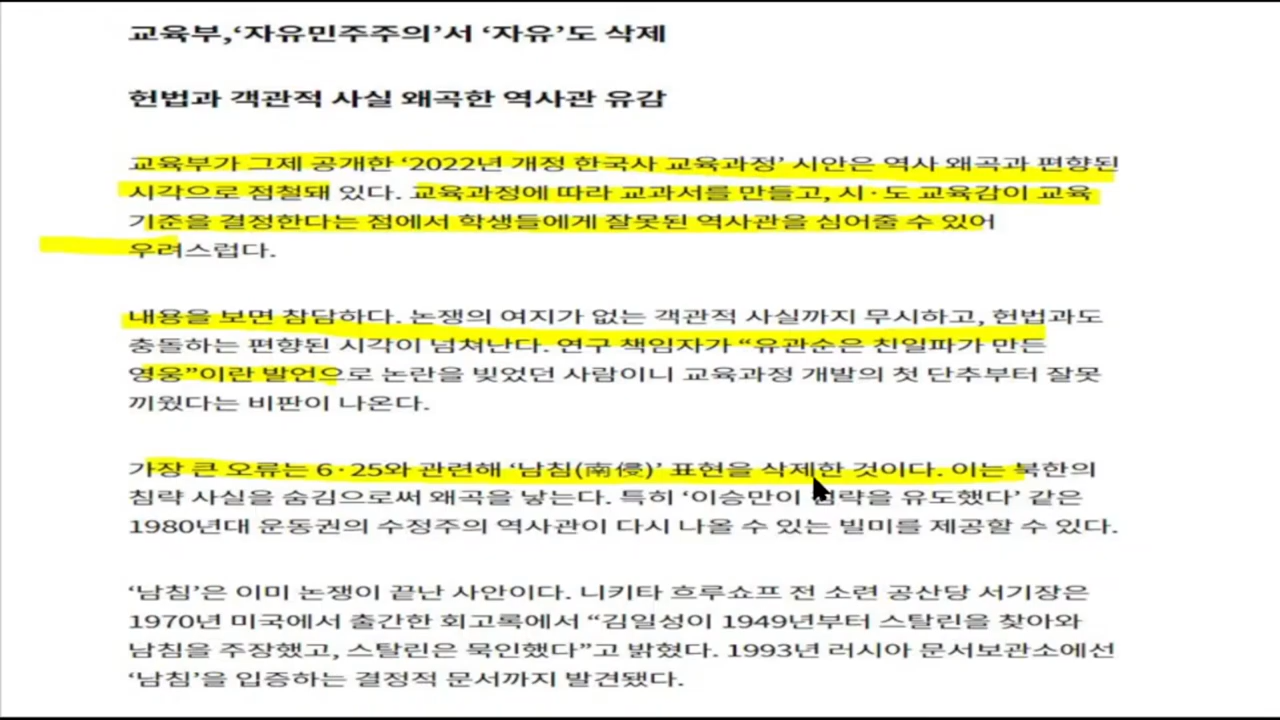 교육부,‘자유민주주의’서 ‘자유’도 삭제
헌법과 객관적 사실 왜곡한 역사관 유감
교육부가 그제 공개한 ‘2022년 개정 한국사 교육과정’ 시안은 역사 왜곡과 편향된
시각으로 점철돼 있다. 교육과정에 따라 교과서를 만들고, 시·도 교육감이 교육
기준을 결정한다는 점에서 학생들에게 잘못된 역사관을 심어줄 수 있어
우려스럽다.
내용을 보면 참담하다. 논쟁의 여지가 없는 객관적 사실까지 무시하고, 헌법과도
충돌하는 편향된 시각이 넘쳐난다. 연구 책임자가 “유관순은 친일파가 만든
영웅”이란 발언으로 논란을 빚었던 사람이니 교육과정 개발의 첫 단추부터 잘못
끼웠다는 비판이 나온다.
가장 큰 오류는 6·25와 관련해 ‘남침(南侵)’ 표현을 삭제한 것이다. 이는 북한의
침략 사실을 숨김으로써 왜곡을 낳는다. 특히 ‘이승만이 침략을 유도했다’ 같은
1980년대 운동권의 수정주의 역사관이 다시 나올 수 있는 빌미를 제공할 수 있다.
‘남침’은 이미 논쟁이 끝난 사안이다. 니키타 흐루쇼프 전 소련 공산당 서기장은
1970년 미국에서 출간한 회고록에서 “김일성이 1949년부터 스탈린을 찾아와
남침을 주장했고, 스탈린은 묵인했다”고 밝혔다. 1993년 러시아 문서보관소에선
‘남침’을 입증하는 결정적 문서까지 발견됐다.